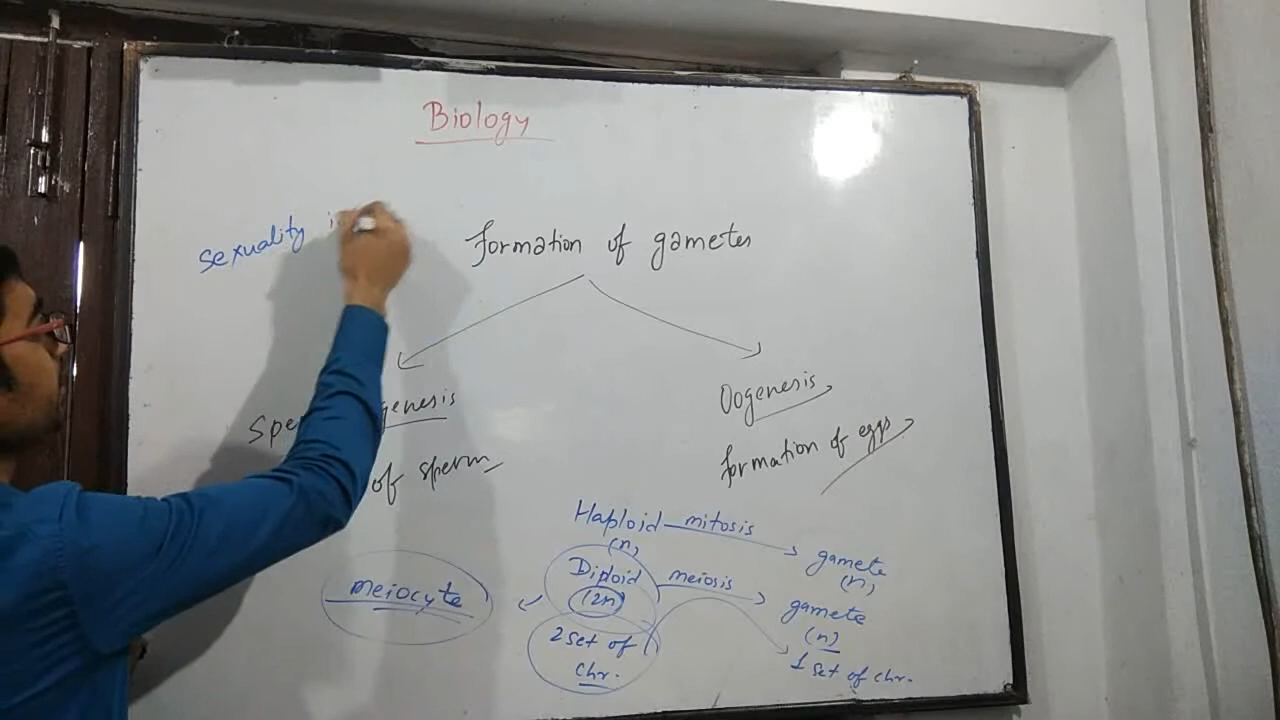 Biology
sexuality
formation of gametes
genesis
of sperm
Oogenesis
formation of eggs
Haploid mitosis gamete
(n) (n)
Diploid meiosis gamete
(2n) (n)
meiocyte
2 set of
chr.
1 set of chr.